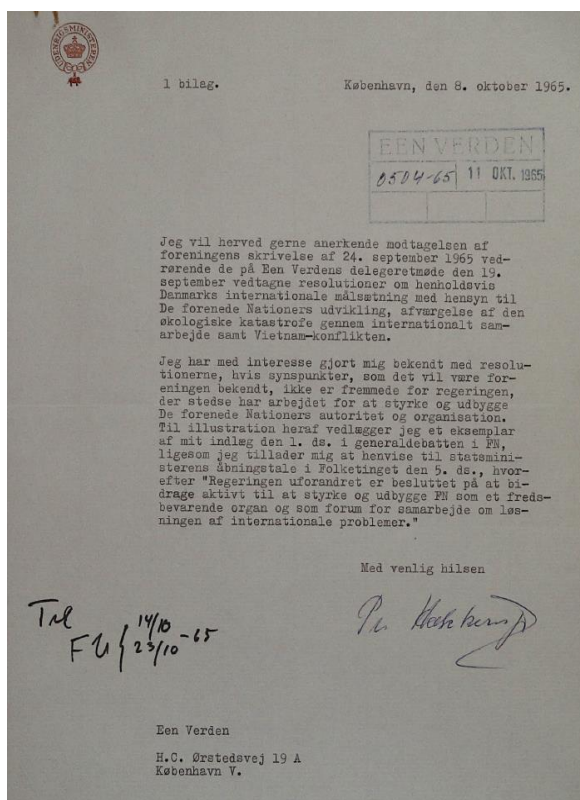 UDENRIGSMINISTEREN
1 bilag.
København, den 8. oktober 1965.
EEN VERDEN
0504-65 11 OKT. 1965
Jeg vil herved gerne anerkende modtagelsen af
foreningens skrivelse af 24. september 1965 ved-
rørende de på Een Verdens delegeretmøde den 19.
september vedtagne resolutioner om henholdsvis
Danmarks internationale målsætning med hensyn til
De forenede Nationers udvikling, afværgelse af den
økologiske katastrofe gennem internationalt sam-
arbejde samt Vietnam-konflikten.
Jeg har med interesse gjort mig bekendt med resolu-
tionerne, hvis synspunkter, som det vil være for-
eningen bekendt, ikke er fremmede for regeringen,
der stedse har arbejdet for at styrke og udbygge
De forenede Nationers autoritet og organisation.
Til illustration heraf vedlægger jeg et eksemplar
af mit indlæg den 1. ds. i generaldebatten i FN,
ligesom jeg tillader mig at henvise til statsmini-
sterens åbningstale i Folketinget den 5. ds., hvor-
efter "Regeringen uforandret er besluttet på at bi-
drage aktivt til at styrke og udbygge FN som et freds-
bevarende organ og som forum for samarbejde om løs-
ningen af internationale problemer."
Med venlig hilsen
Per Hækkerup
Til
FU { 14/10
23/10 -65
Een Verden
H.C. Ørstedsvej 19 A
København V.